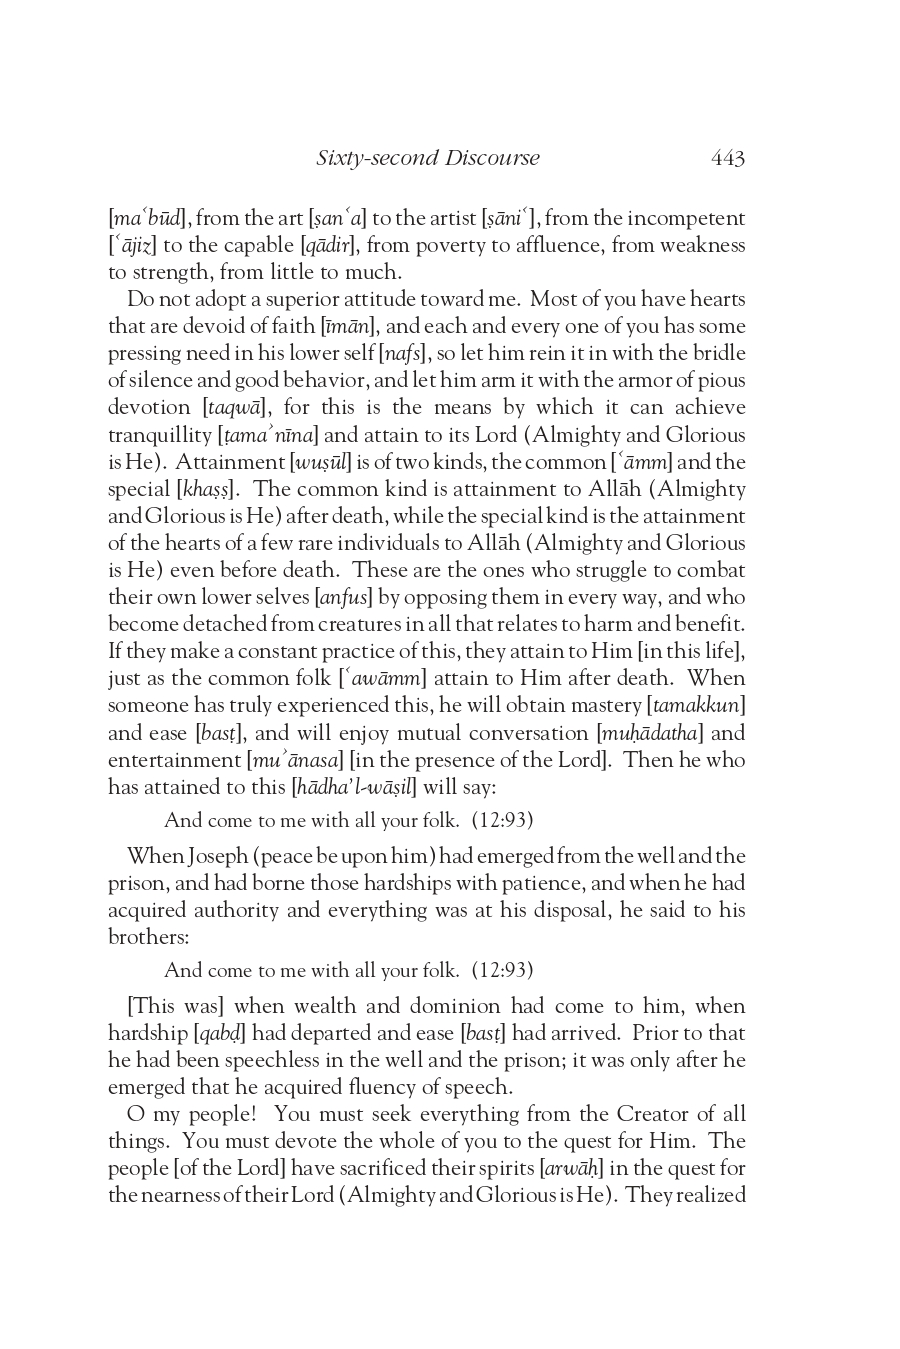 Sixty-second Discourse 443
[maʿbūd], from the art [ṣanʿa] to the artist [ṣāniʿ], from the incompetent
[ʿājiz] to the capable [qādir], from poverty to affluence, from weakness
to strength, from little to much.
Do not adopt a superior attitude toward me. Most of you have hearts
that are devoid of faith [īmān], and each and every one of you has some
pressing need in his lower self [nafs], so let him rein it in with the bridle
of silence and good behavior, and let him arm it with the armor of pious
devotion [taqwā], for this is the means by which it can achieve
tranquillity [ṭamaʾnīna] and attain to its Lord (Almighty and Glorious
is He). Attainment [wuṣūl] is of two kinds, the common [ʿāmm] and the
special [khaṣṣ]. The common kind is attainment to Allāh (Almighty
and Glorious is He) after death, while the special kind is the attainment
of the hearts of a few rare individuals to Allāh (Almighty and Glorious
is He) even before death. These are the ones who struggle to combat
their own lower selves [anfus] by opposing them in every way, and who
become detached from creatures in all that relates to harm and benefit.
If they make a constant practice of this, they attain to Him [in this life],
just as the common folk [ʿawāmm] attain to Him after death. When
someone has truly experienced this, he will obtain mastery [tamakkun]
and ease [basṭ], and will enjoy mutual conversation [muḥādatha] and
entertainment [muʾānasa] [in the presence of the Lord]. Then he who
has attained to this [hādha’l-wāṣil] will say:
And come to me with all your folk. (12:93)
When Joseph (peace be upon him) had emerged from the well and the
prison, and had borne those hardships with patience, and when he had
acquired authority and everything was at his disposal, he said to his
brothers:
And come to me with all your folk. (12:93)
[This was] when wealth and dominion had come to him, when
hardship [qabḍ] had departed and ease [basṭ] had arrived. Prior to that
he had been speechless in the well and the prison; it was only after he
emerged that he acquired fluency of speech.
O my people! You must seek everything from the Creator of all
things. You must devote the whole of you to the quest for Him. The
people [of the Lord] have sacrificed their spirits [arwāḥ] in the quest for
the nearness of their Lord (Almighty and Glorious is He). They realized